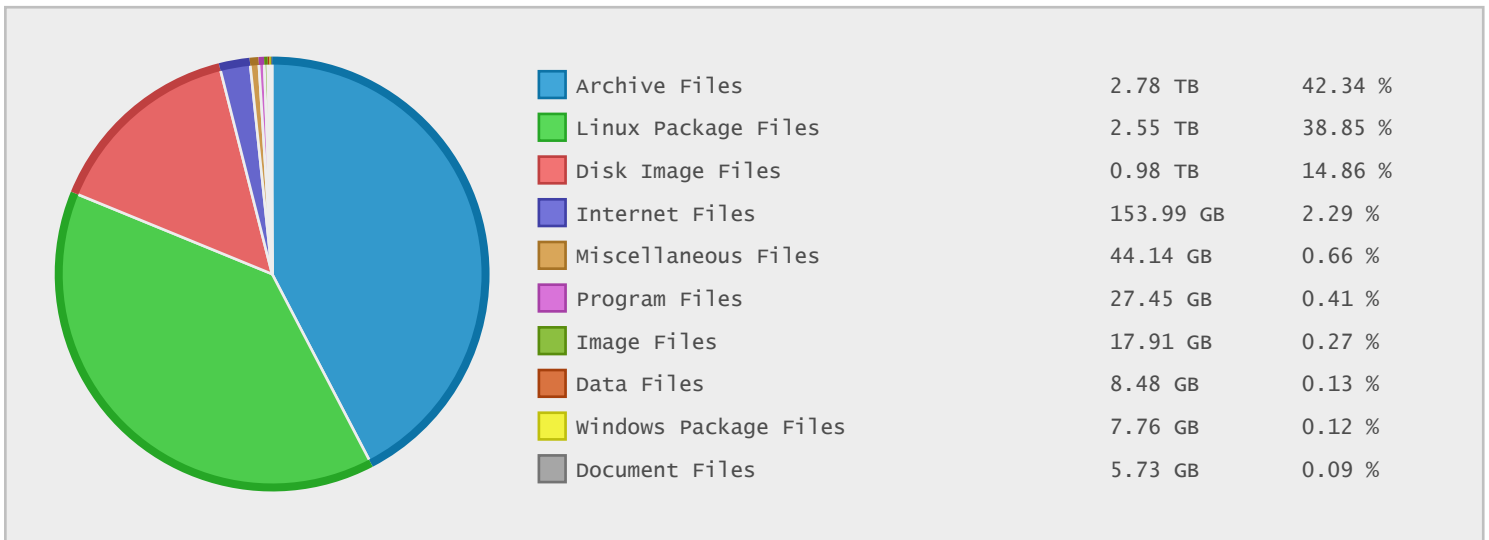 Archive Files 2.78 TB 42.34 %
Linux Package Files 2.55 TB 38.85 %
Disk Image Files 0.98 TB 14.86 %
Internet Files 153.99 GB 2.29 %
Miscellaneous Files 44.14 GB 0.66 %
Program Files 27.45 GB 0.41 %
Image Files 17.91 GB 0.27 %
Data Files 8.48 GB 0.13 %
Windows Package Files 7.76 GB 0.12 %
Document Files 5.73 GB 0.09 %